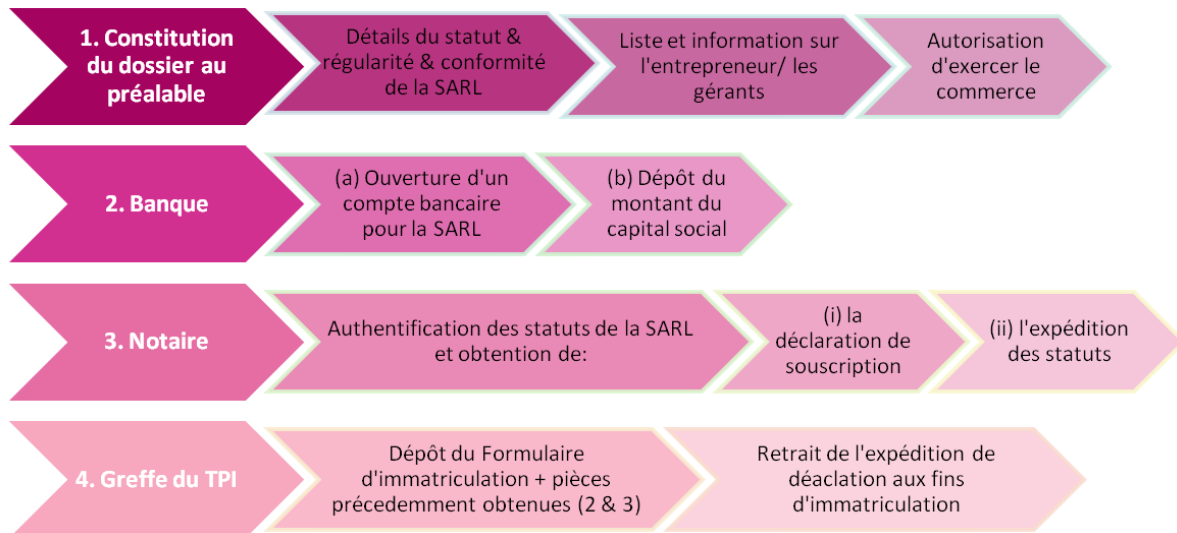 1. Constitution
du dossier au
préalable
Détails du statut &
régularité & conformité
de la SARL
Liste et information sur
l'entrepreneur/ les
gérants
Autorisation
d'exercer le
commerce
2. Banque
(a) Ouverture d'un
compte bancaire
pour la SARL
(b) Dépôt du
montant du
capital social
3. Notaire
Authentification des statuts de la SARL
et obtention de:
(i) la
déclaration de
souscription
(ii) l'expédition
des statuts
4. Greffe du TPI
Dépôt du Formulaire
d'immatriculation + pièces
précedemment obtenues (2 & 3)
Retrait de l'expédition de
déaclation aux fins
d'immatriculation